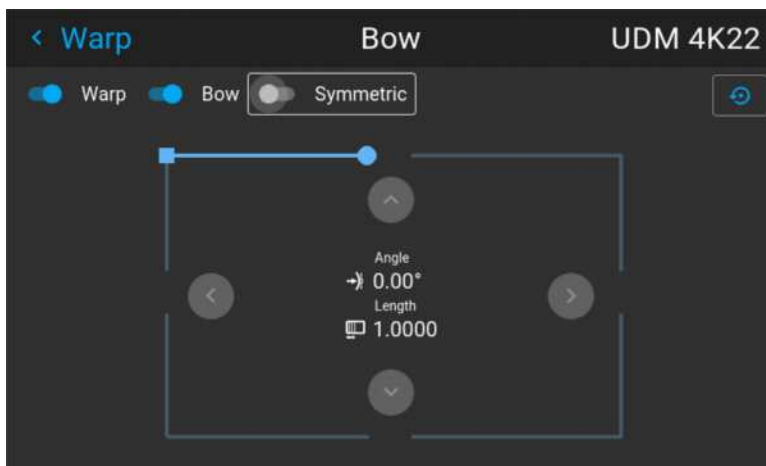 Warp Bow UDM 4K22
Warp Bow Symmetric
Angle
0.00°
Length
1.0000